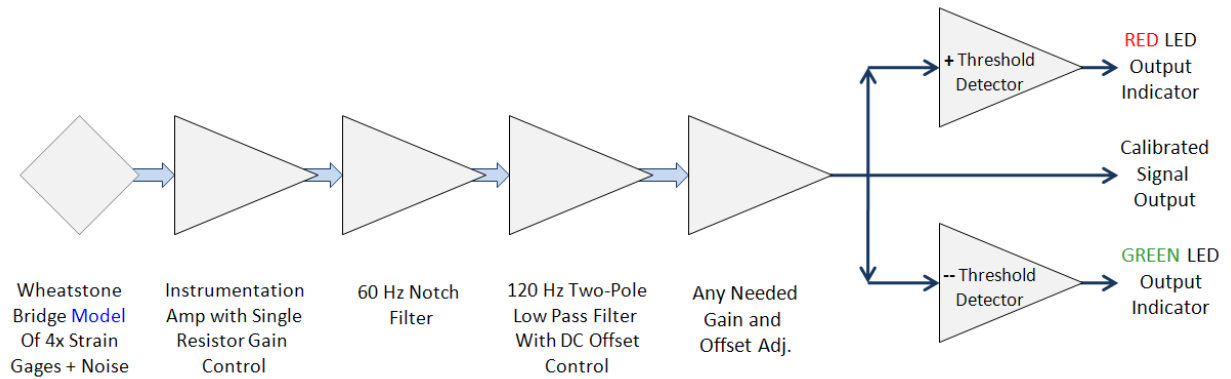 Wheatstone
Bridge Model
Of 4x Strain
Gages + Noise
Instrumentation
Amp with Single
Resistor Gain
Control
60 Hz Notch
Filter
120 Hz Two-Pole
Low Pass Filter
With DC Offset
Control
Any Needed
Gain and
Offset Adj.
+ Threshold
Detector
RED LED
Output
Indicator
Calibrated
Signal
Output
-- Threshold
Detector
GREEN LED
Output
Indicator